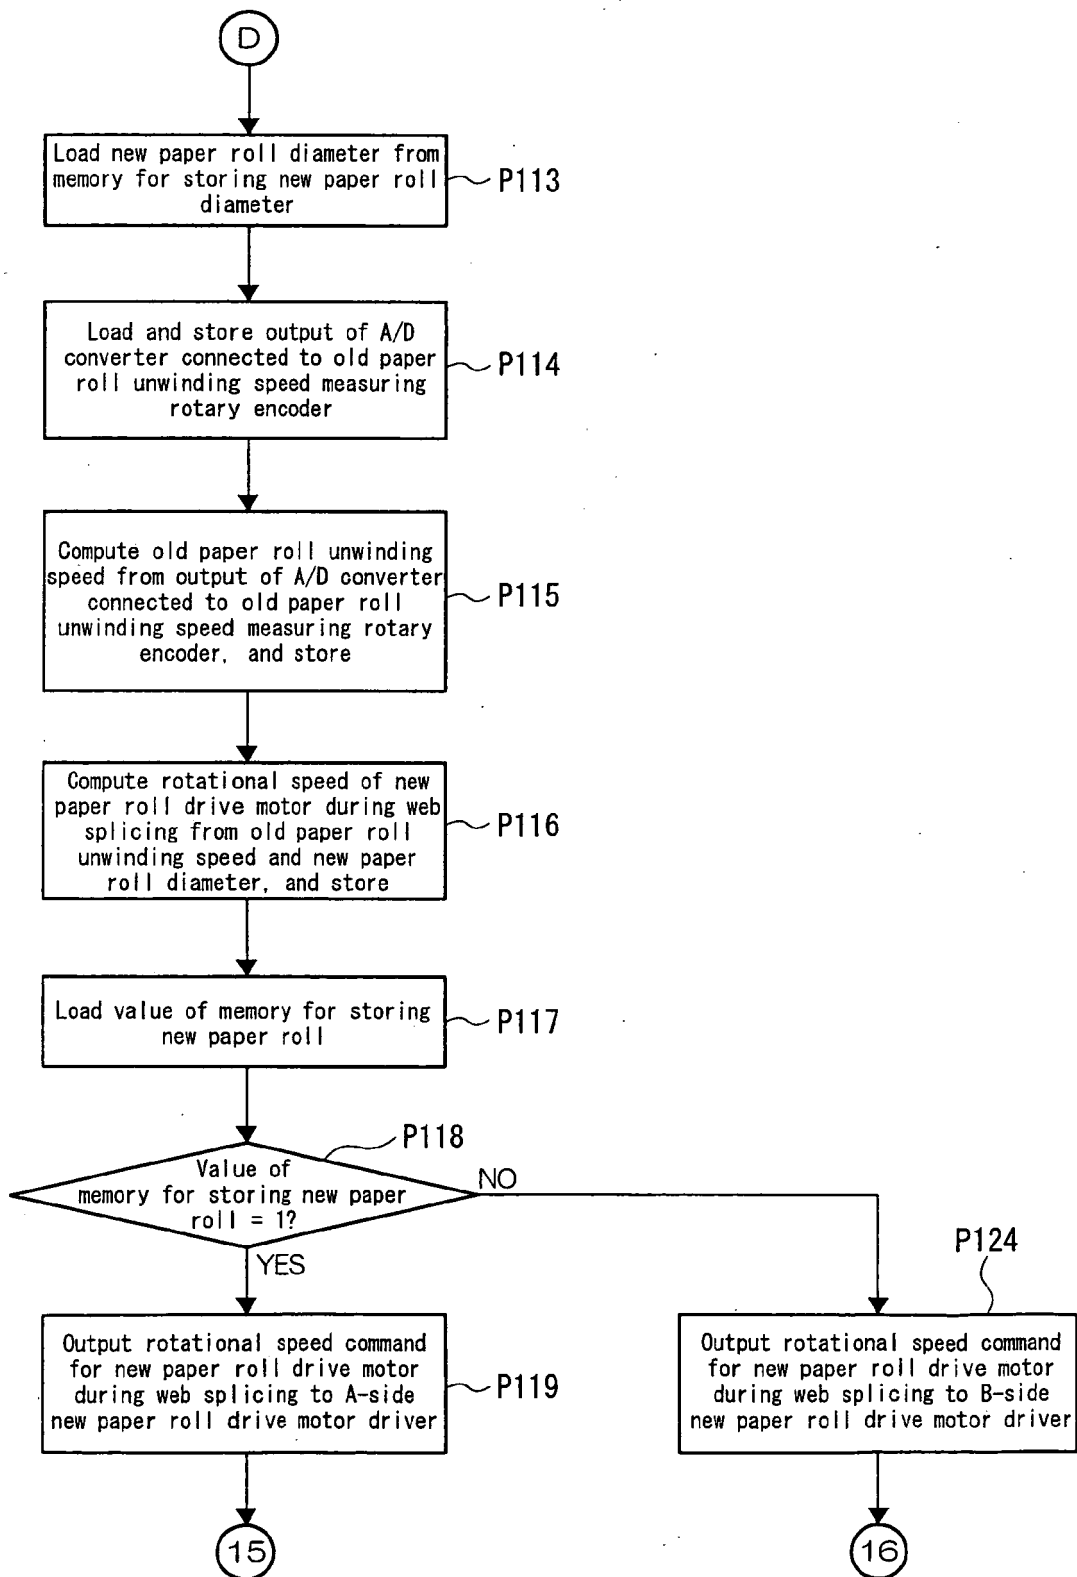 D
Load new paper roll diameter from
memory for storing new paper roll
diameter
P113
Load and store output of A/D
converter connected to old paper
roll unwinding speed measuring
rotary encoder
P114
Compute old paper roll unwinding
speed from output of A/D converter
connected to old paper roll
unwinding speed measuring rotary
encoder, and store
P115
Compute rotational speed of new
paper roll drive motor during web
splicing from old paper roll
unwinding speed and new paper
roll diameter, and store
P116
Load value of memory for storing
new paper roll
P117
P118
Value of
memory for storing new paper
roll = 1?
NO
YES
P124
Output rotational speed command
for new paper roll drive motor
during web splicing to A-side
new paper roll drive motor driver
P119
Output rotational speed command
for new paper roll drive motor
during web splicing to B-side
new paper roll drive motor driver
15
16